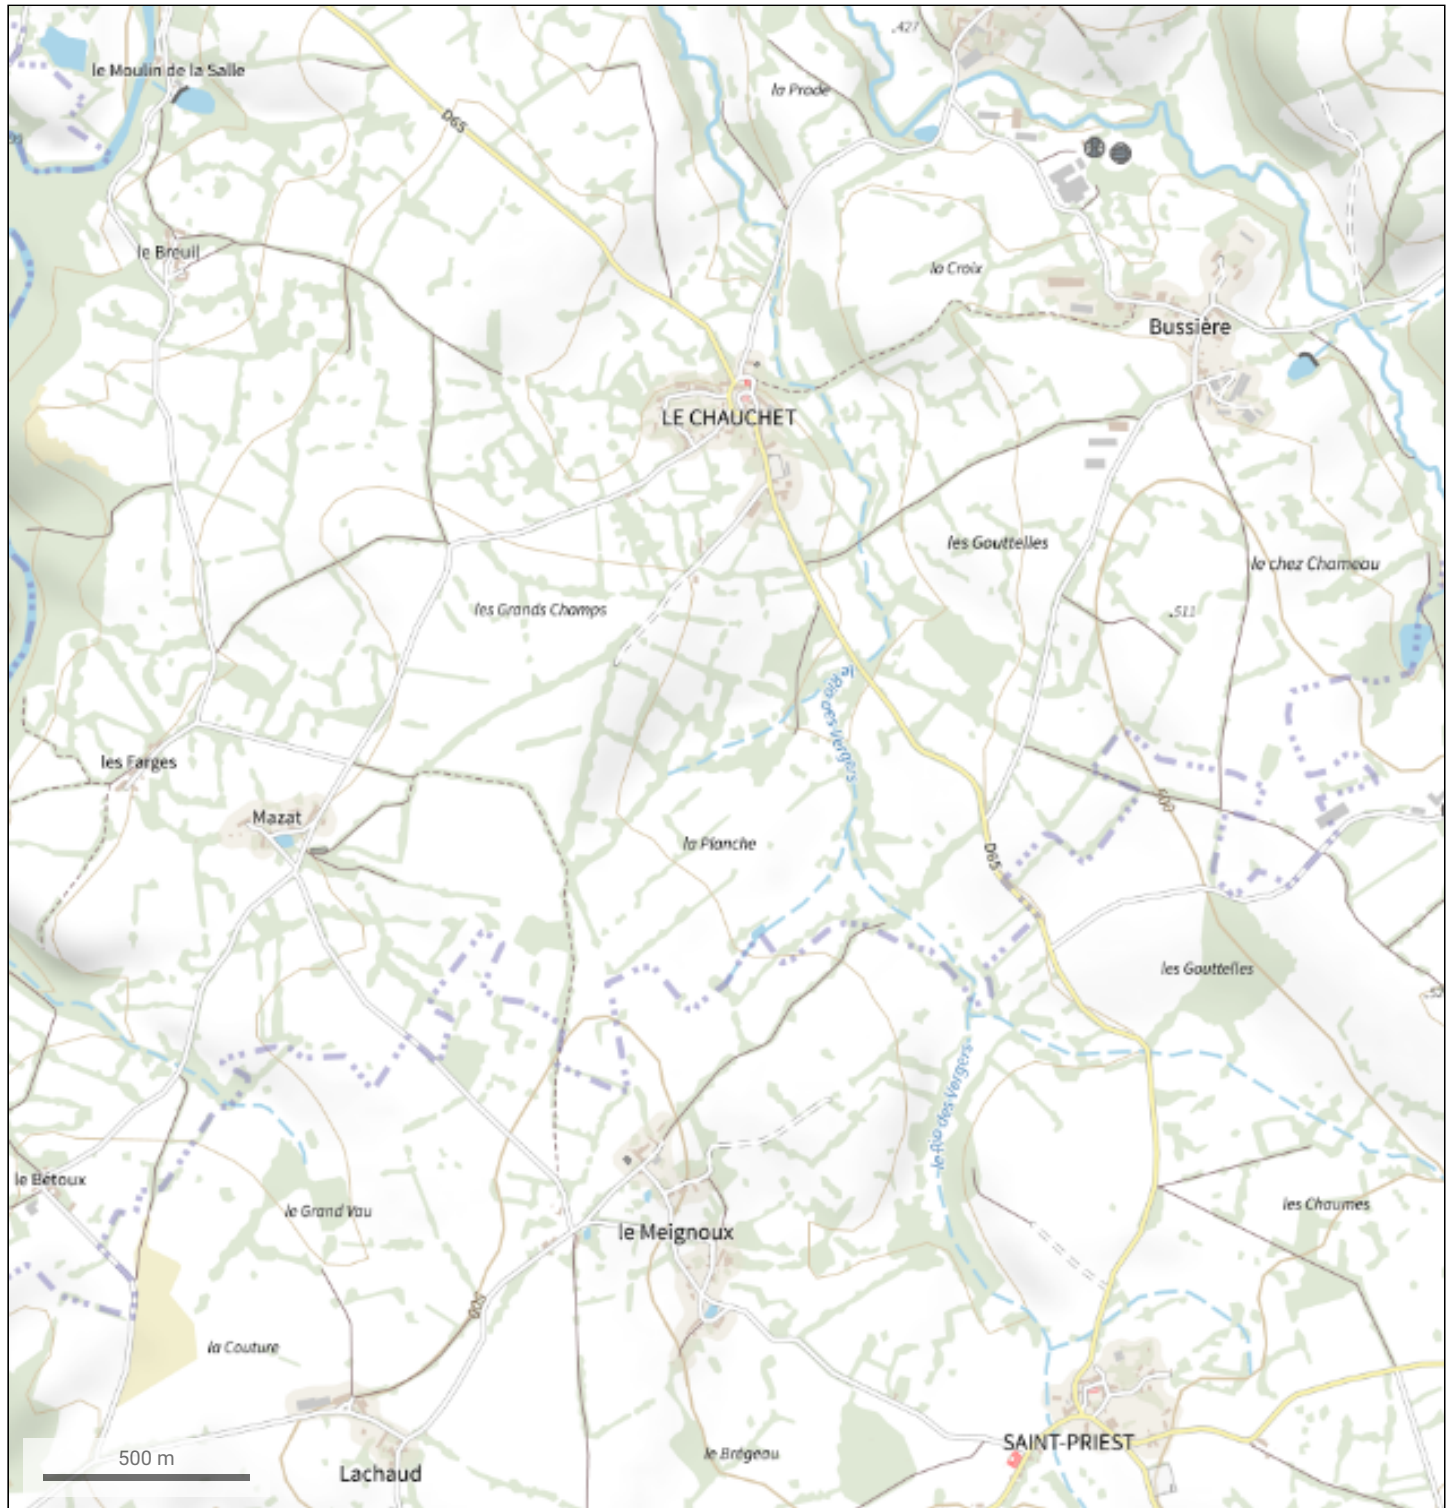 .427
le Moulin de la Salle
la Prade
D65
le Breuil
la Croix
Bussière
LE CHAUCHET
les Gouttelles
le chez Chameau
les Grands Champs
.511
le Rio des Vergers
les Farges
500
Mazat
la Planche
D65
les Gouttelles
le Rio des Vergers
le Bétoux
les Chaumes
le Grand Vau
le Meignoux
500
la Couture
SAINT-PRIEST
le Brégeau
500 m
Lachaud